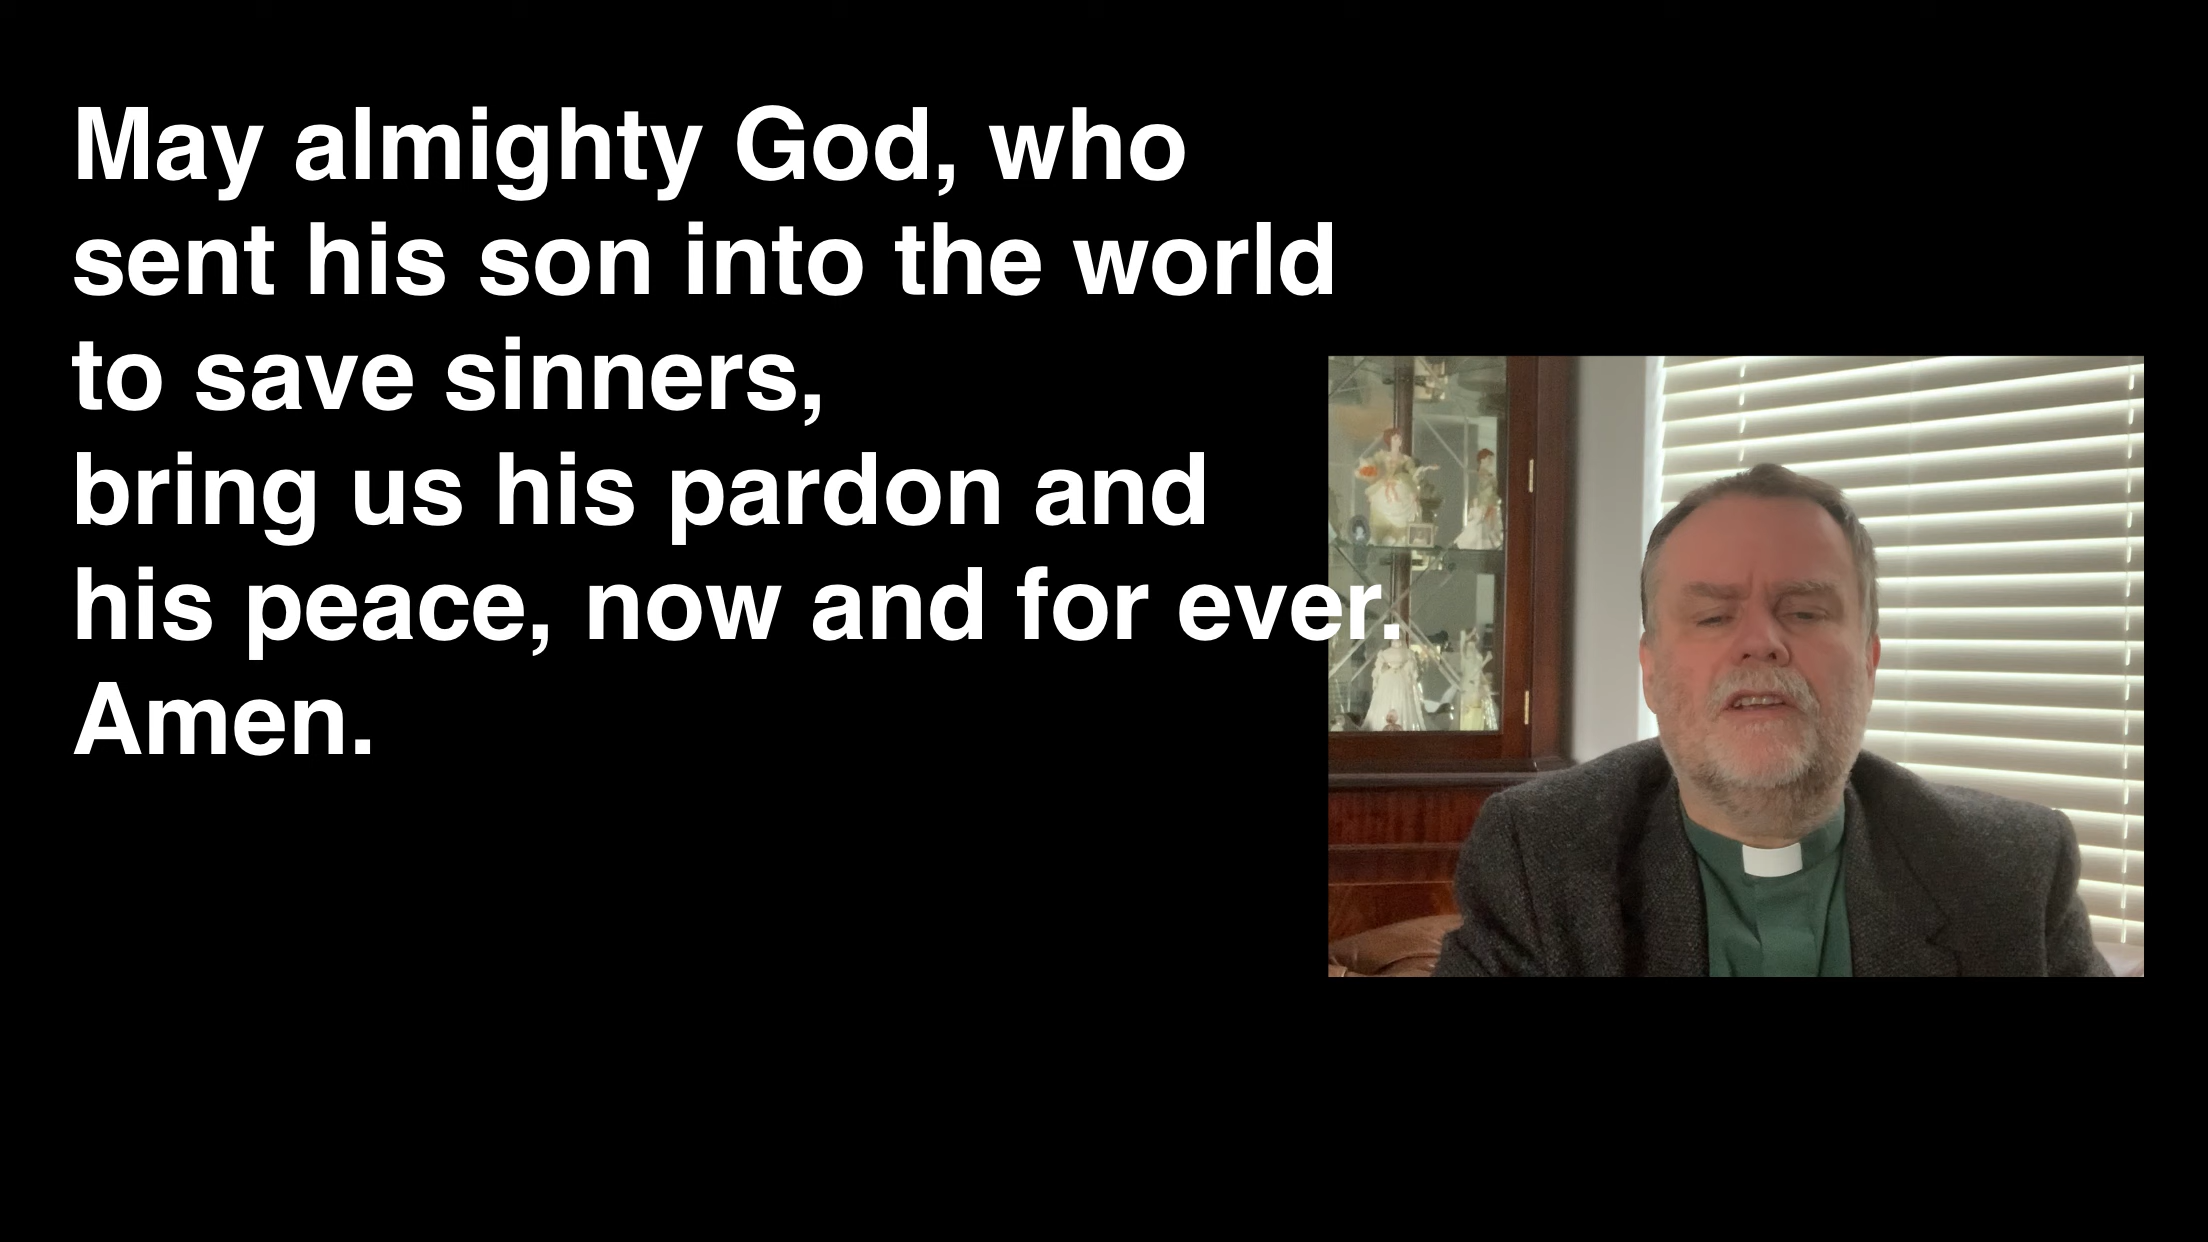 May almighty God, who
sent his son into the world
to save sinners,
bring us his pardon and
his peace, now and for ever.
Amen.